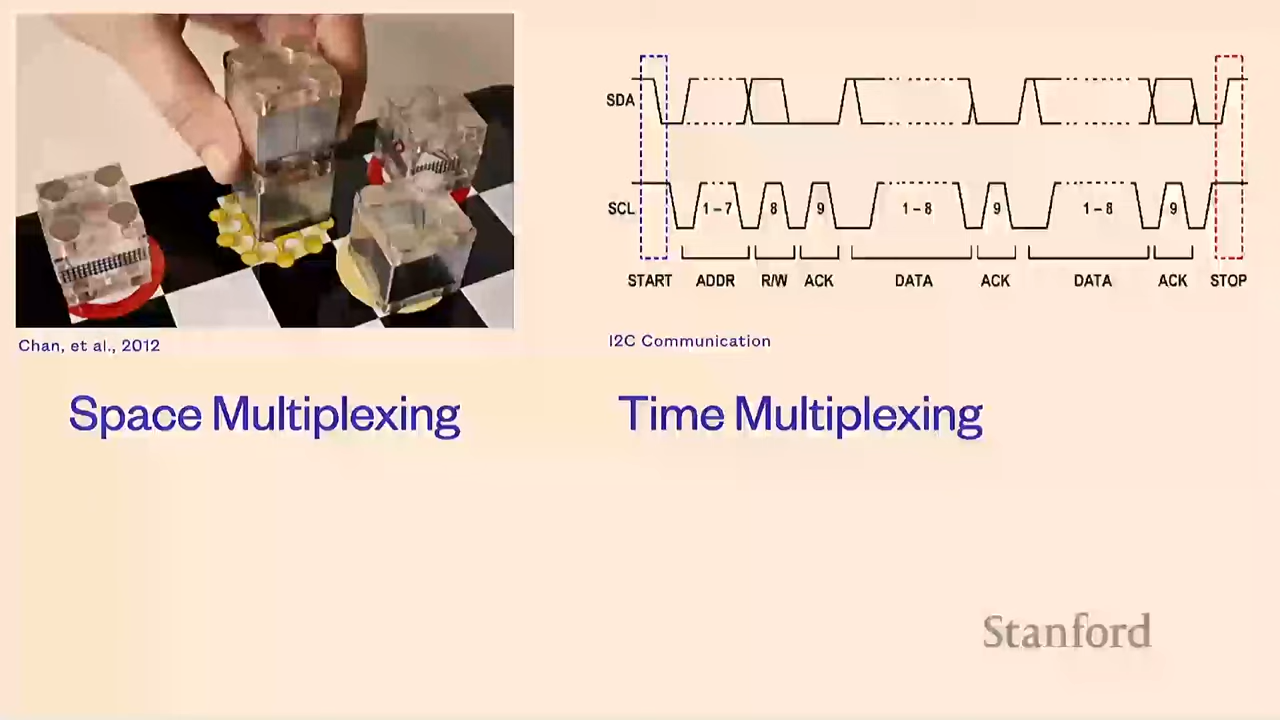 SDA
SCL
1 – 7
8
9
1 – 8
9
1 – 8
9
START
ADDR
R/W
ACK
DATA
ACK
DATA
ACK
STOP
Chan, et al., 2012
I2C Communication
Space Multiplexing
Time Multiplexing
Stanford